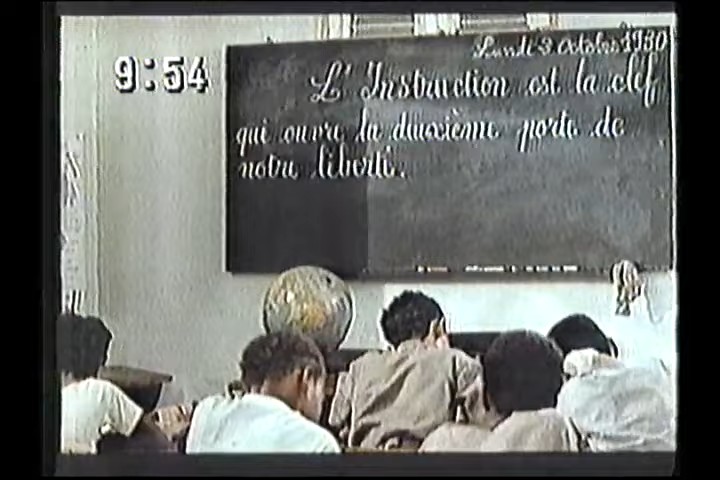 9:54
Lundi 3 Octobre 1930
L'Instruction est la clef
qui ouvre la deuxième porte de
notre liberté.